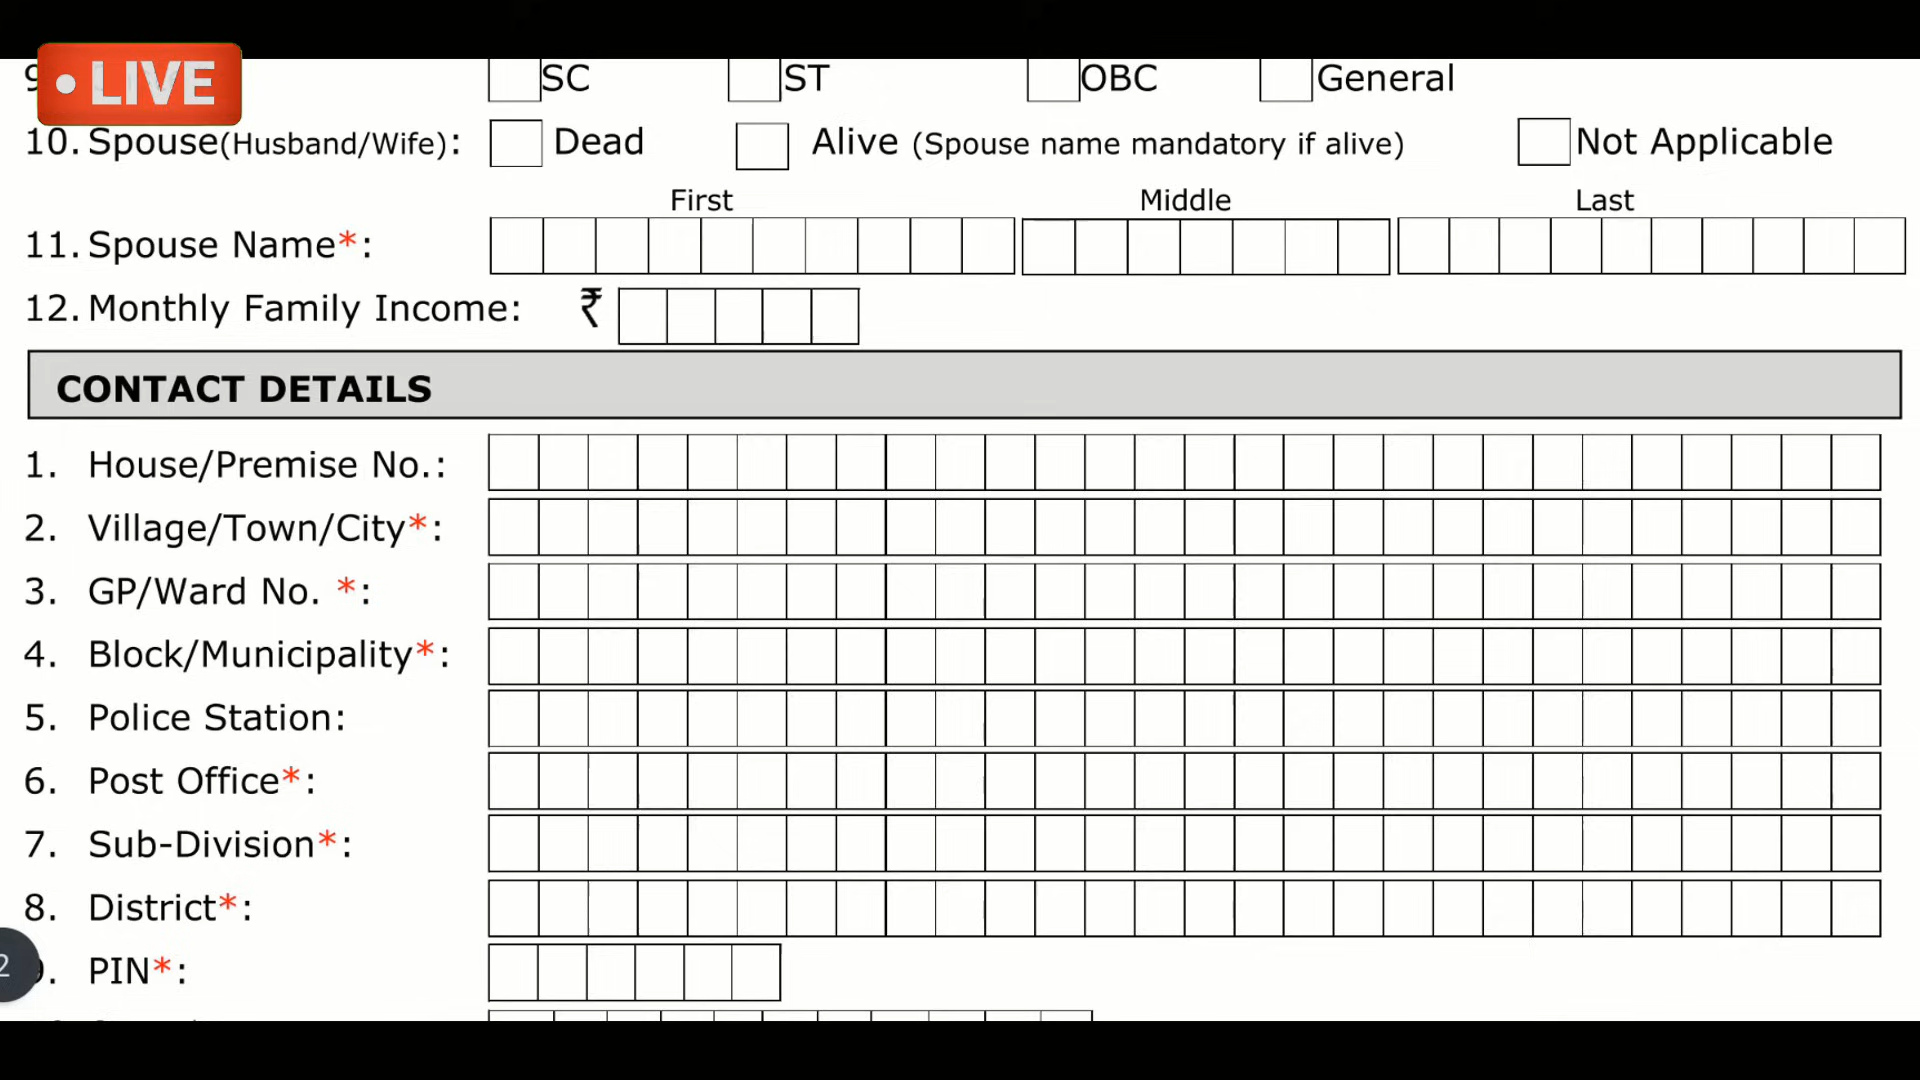 LIVE
SC ST OBC General
10. Spouse(Husband/Wife): Dead Alive (Spouse name mandatory if alive) Not Applicable
First Middle Last
11. Spouse Name*:
12. Monthly Family Income: ₹
CONTACT DETAILS
1. House/Premise No.:
2. Village/Town/City*:
3. GP/Ward No. *:
4. Block/Municipality*:
5. Police Station:
6. Post Office*:
7. Sub-Division*:
8. District*:
9. PIN*:
2